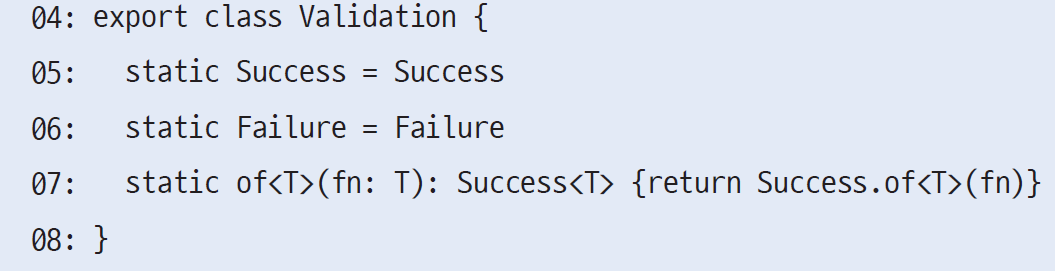 04: export class Validation {
05:   static Success = Success
06:   static Failure = Failure
07:   static of<T>(fn: T): Success<T> {return Success.of<T>(fn)}
08: }